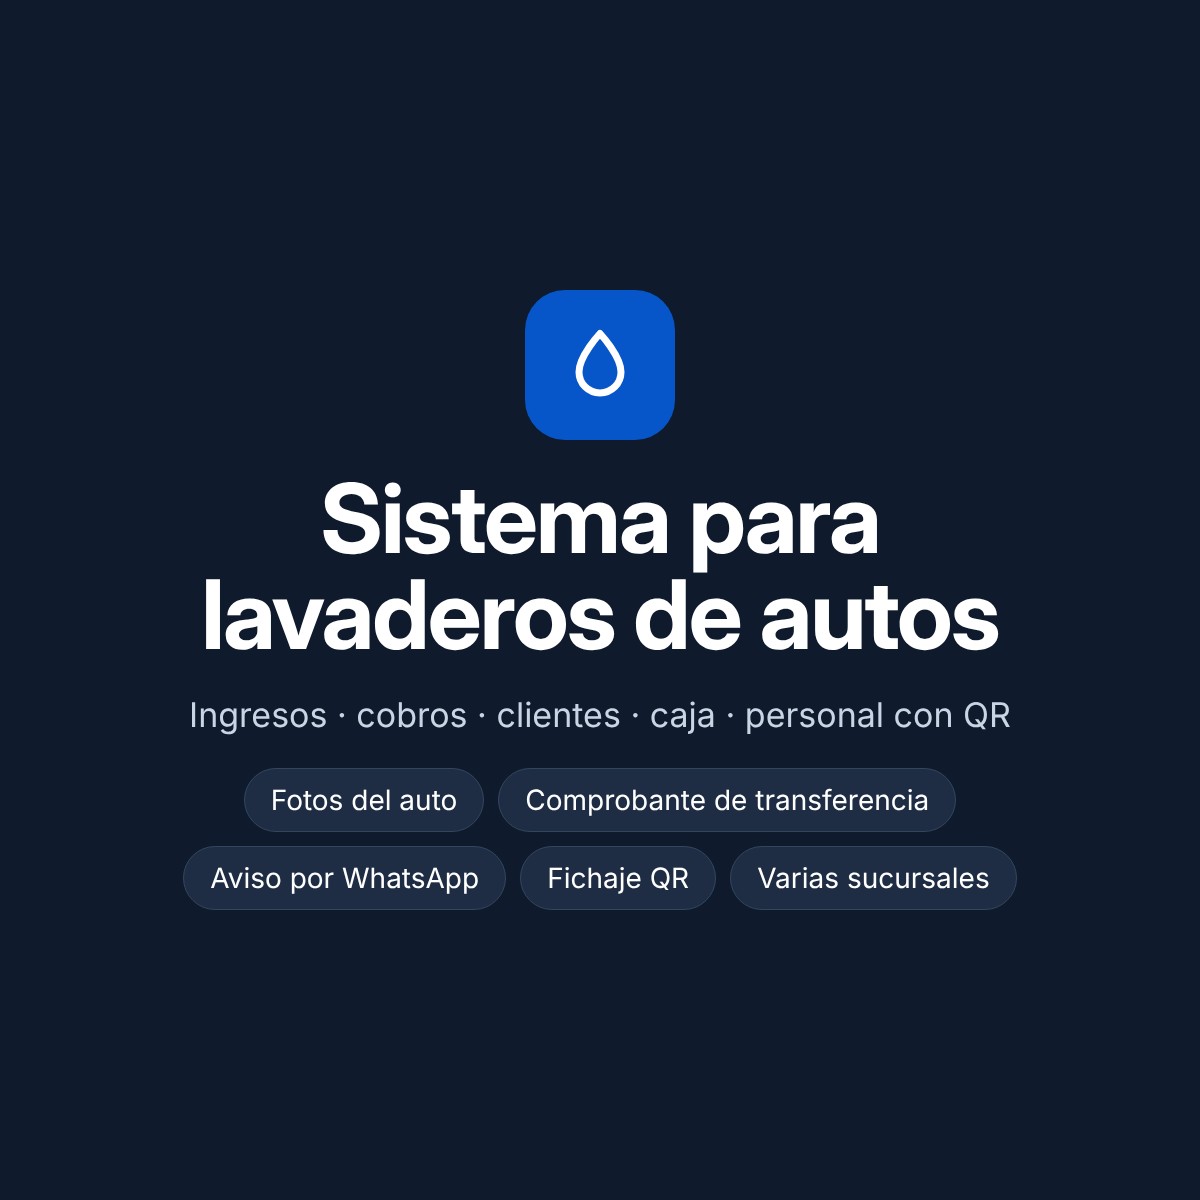 Sistema para
lavaderos de autos
Ingresos · cobros · clientes · caja · personal con QR
Fotos del auto
Comprobante de transferencia
Aviso por WhatsApp
Fichaje QR
Varias sucursales